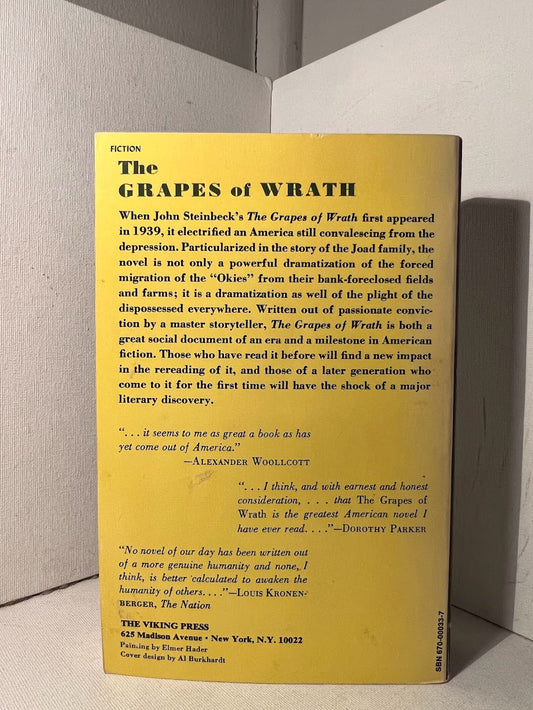 FICTION
The
GRAPES of WRATH
When John Steinbeck's The Grapes of Wrath first appeared
in 1939, it electrified an America still convalescing from the
depression. Particularized in the story of the Joad family, the
novel is not only a powerful dramatization of the forced
migration of the "Okies" from their bank-foreclosed fields
and farms; it is a dramatization as well of the plight of the
dispossessed everywhere. Written out of passionate convic-
tion by a master storyteller, The Grapes of Wrath is both a
great social document of an era and a milestone in American
fiction. Those who have read it before will find a new impact
in the rereading of it, and those of a later generation who
come to it for the first time will have the shock of a major
literary discovery.
". . . it seems to me as great a book as has
yet come out of America."
—ALEXANDER WOOLLCOTT
". . . I think, and with earnest and honest
consideration, . . . that The Grapes of
Wrath is the greatest American novel I
have ever read. . . ."—DOROTHY PARKER
"No novel of our day has been written out
of a more genuine humanity and none, I
think, is better calculated to awaken the
humanity of others. . . ."—LOUIS KRONEN-
BERGER, The Nation
THE VIKING PRESS
625 Madison Avenue • New York, N.Y. 10022
Painting by Elmer Hader
Cover design by Al Burkhardt
SBN 670-00033-7